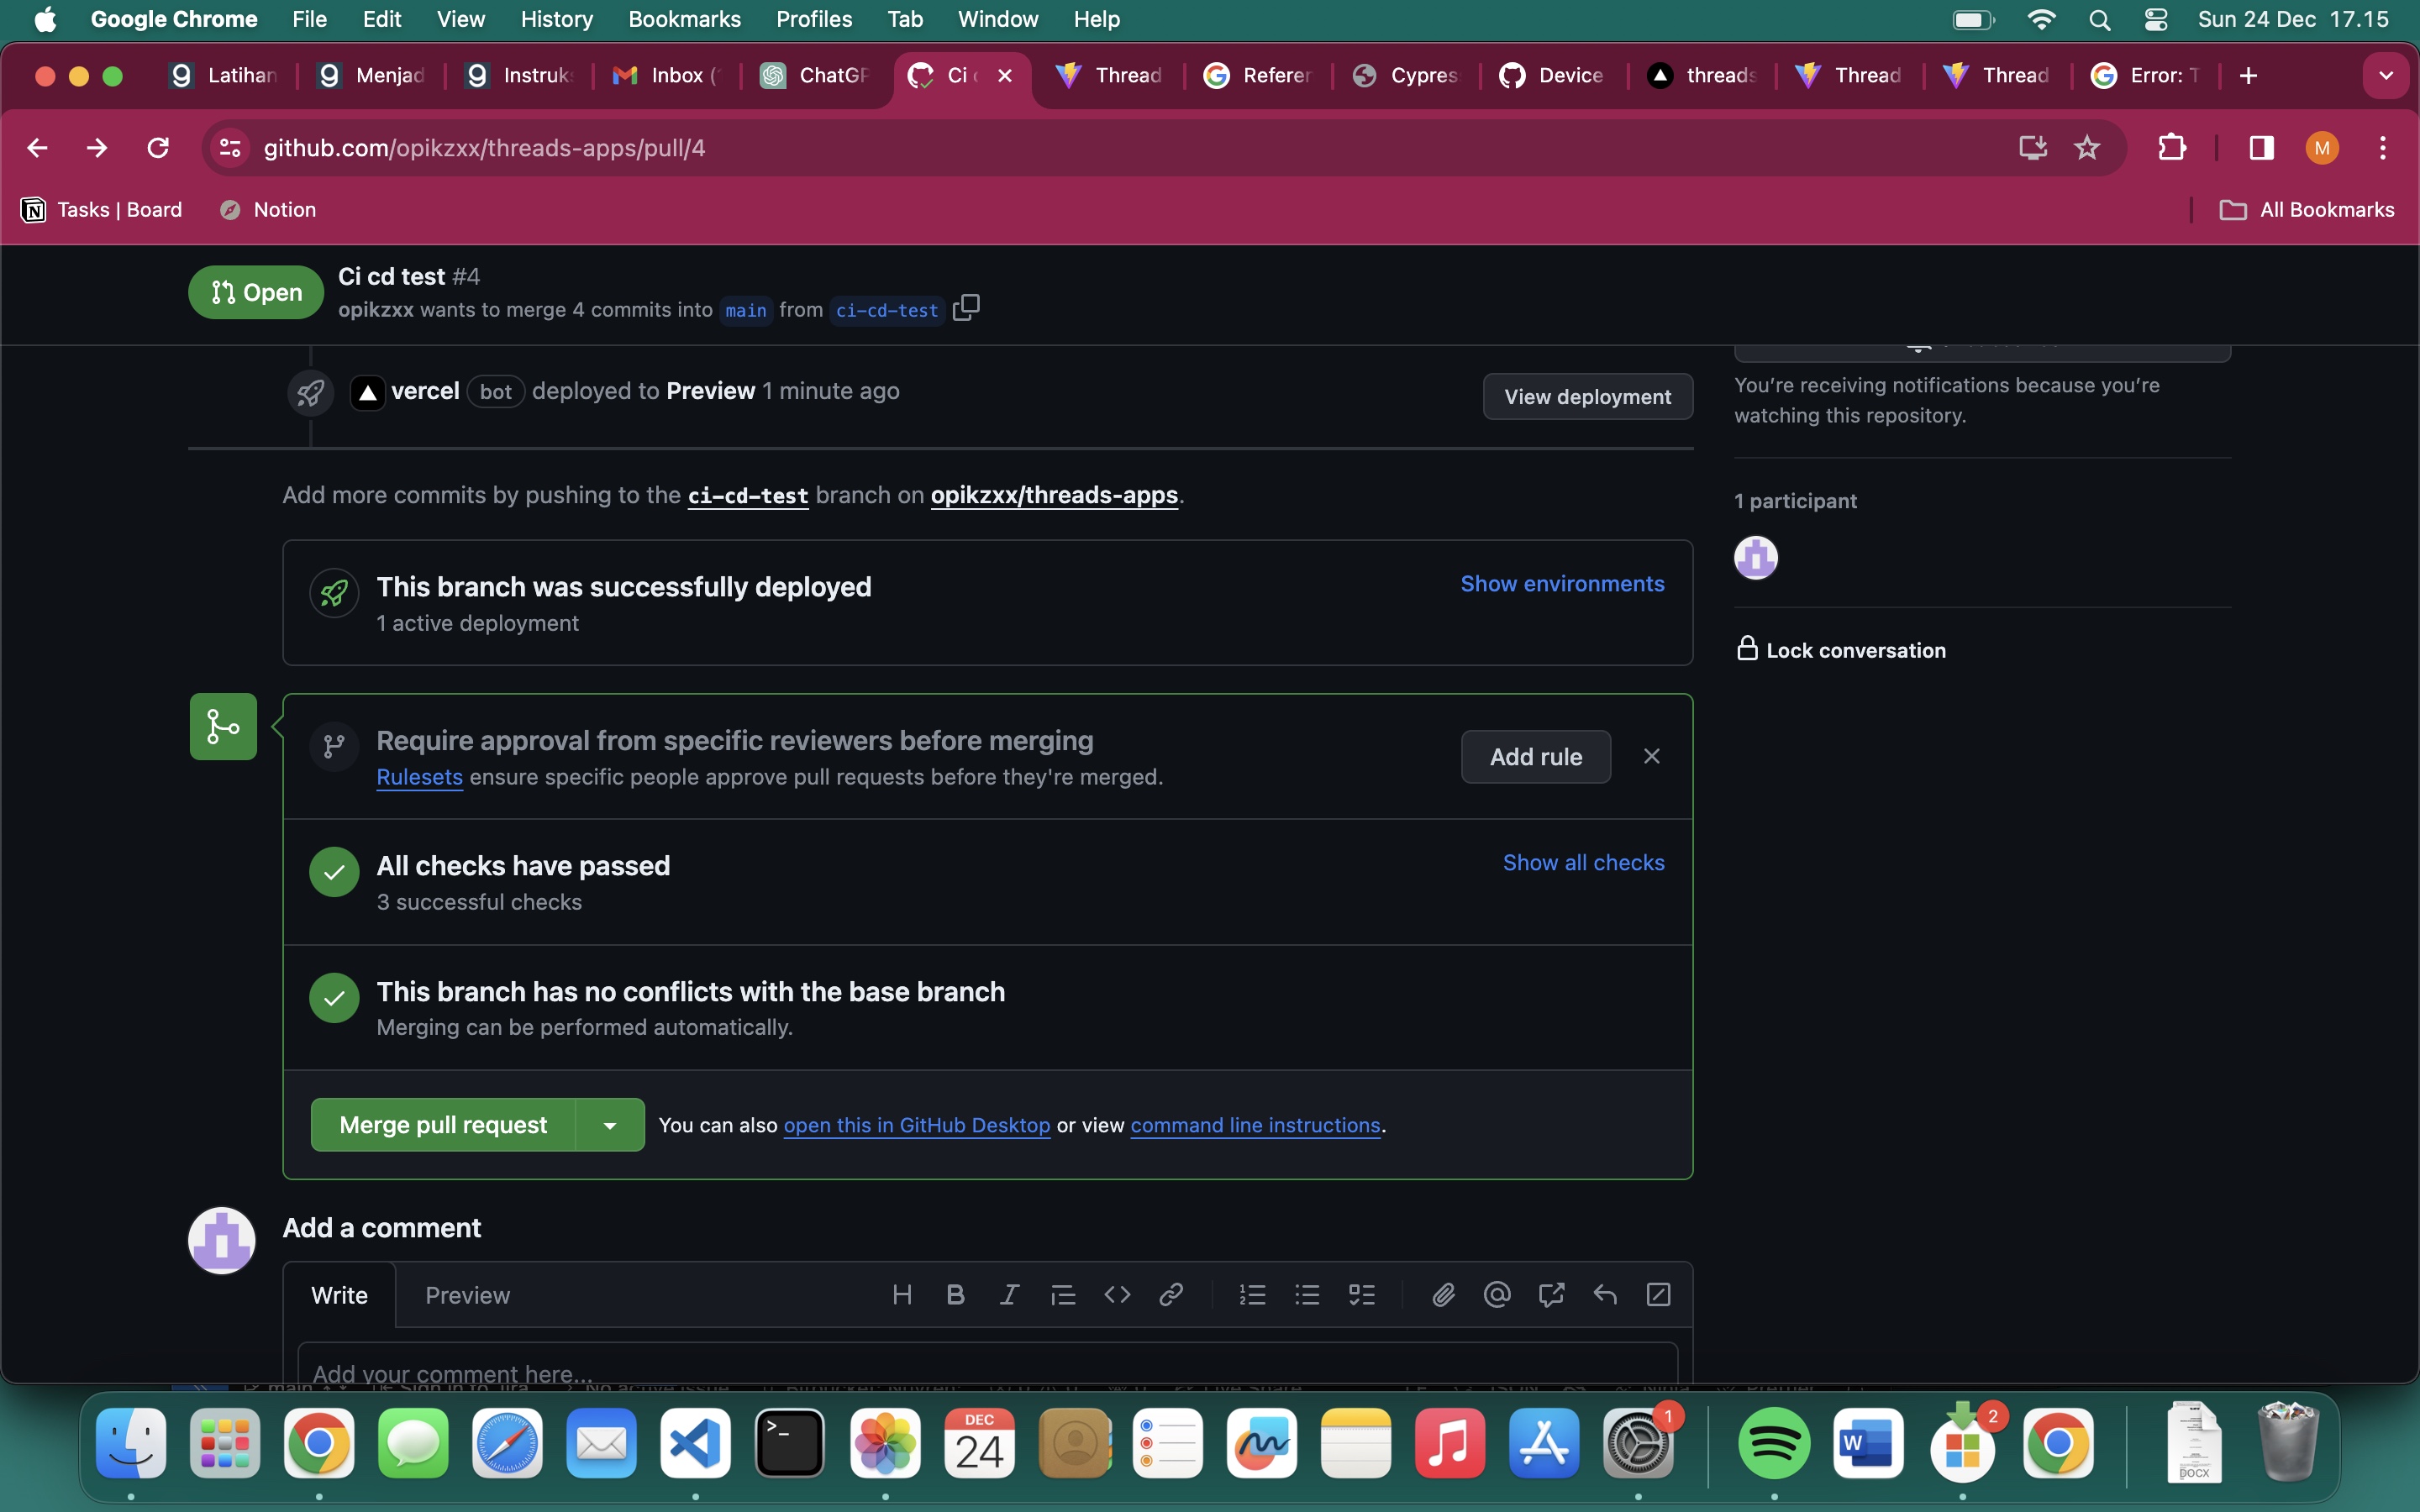 Google Chrome File Edit View History Bookmarks Profiles Tab Window Help Sun 24 Dec 17.15
Latihan Menjad Instruk Inbox ( ChatGP Ci c Thread Referer Cypres Device threads Thread Thread Error: T
github.com/opikzxx/threads-apps/pull/4 M
Tasks | Board Notion All Bookmarks
Open
Ci cd test #4
opikzxx wants to merge 4 commits into main from ci-cd-test
vercel bot deployed to Preview 1 minute ago
View deployment
You're receiving notifications because you're
watching this repository.
Add more commits by pushing to the ci-cd-test branch on opikzxx/threads-apps.
1 participant
This branch was successfully deployed
1 active deployment
Show environments
Lock conversation
Require approval from specific reviewers before merging
Rulesets ensure specific people approve pull requests before they're merged.
Add rule
All checks have passed
3 successful checks
Show all checks
This branch has no conflicts with the base branch
Merging can be performed automatically.
Merge pull request You can also open this in GitHub Desktop or view command line instructions.
Add a comment
Write Preview
Add your comment here...
DEC
24
1
2
W
DOCX